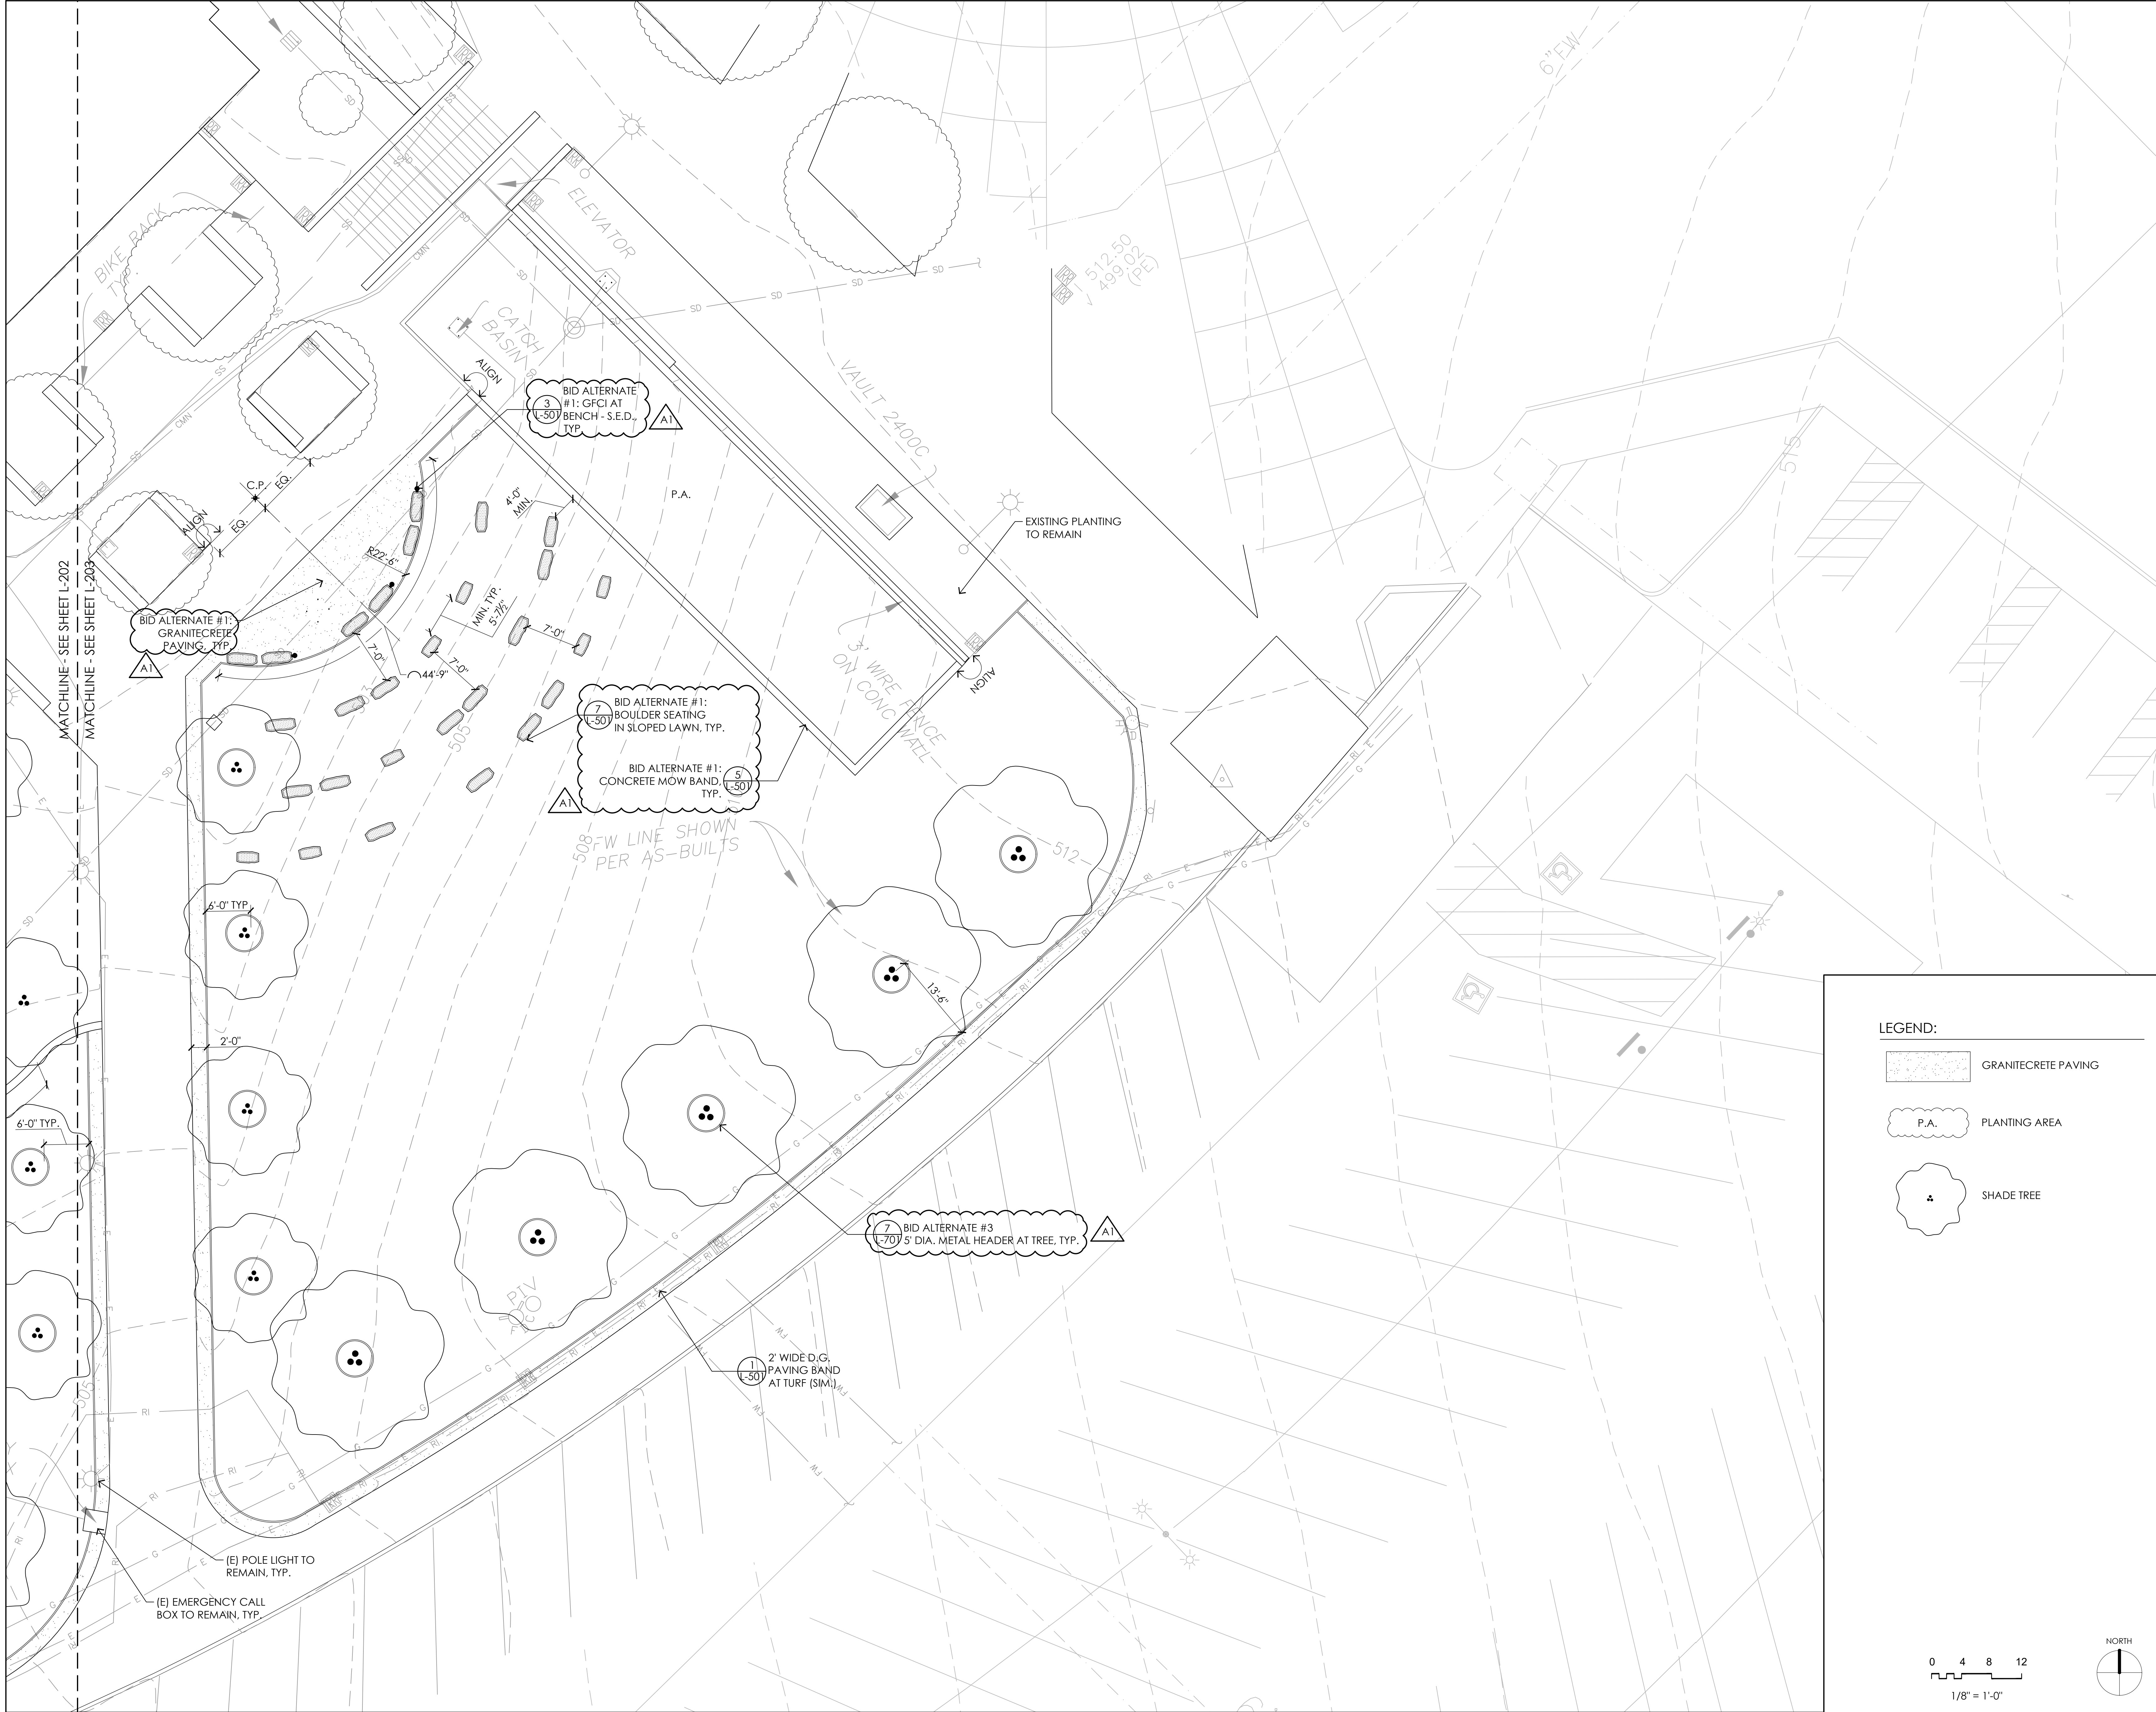 6" FW
BIKE RACK
TYP.
ELEVATOR
CATCH
BASIN
ALIGN
512.50
499.02
(PE)
VAULT 2400C
3
L-501
BID ALTERNATE
#1: GFCI AT
BENCH - S.E.D.,
TYP.
A1
C.P.
EQ.
EQ.
ALIGN
4'-0"
MIN.
P.A.
EXISTING PLANTING
TO REMAIN
515
R22'-6"
MIN. TYP.
5'-7½"
7'-0"
7'-0"
7'-0"
44'-9"
BID ALTERNATE #1:
GRANITECRETE
PAVING, TYP.
A1
MATCHLINE - SEE SHEET L-202
MATCHLINE - SEE SHEET L-203
3' WIRE FENCE
ON CONC WALL
ALIGN
7
L-501
BID ALTERNATE #1:
BOULDER SEATING
IN SLOPED LAWN, TYP.
BID ALTERNATE #1:
CONCRETE MOW BAND,
TYP.
5
L-501
A1
505
508
FW LINE SHOWN
PER AS-BUILTS
512
6'-0" TYP.
13'-6"
2'-0"
6'-0" TYP.
7
L-701
BID ALTERNATE #3
5' DIA. METAL HEADER AT TREE, TYP.
A1
PIV
FDC
1
L-501
2' WIDE D.G.
PAVING BAND
AT TURF (SIM.)
505
(E) POLE LIGHT TO
REMAIN, TYP.
(E) EMERGENCY CALL
BOX TO REMAIN, TYP.
LEGEND:
GRANITECRETE PAVING
P.A.
PLANTING AREA
SHADE TREE
0 4 8 12
1/8" = 1'-0"
NORTH